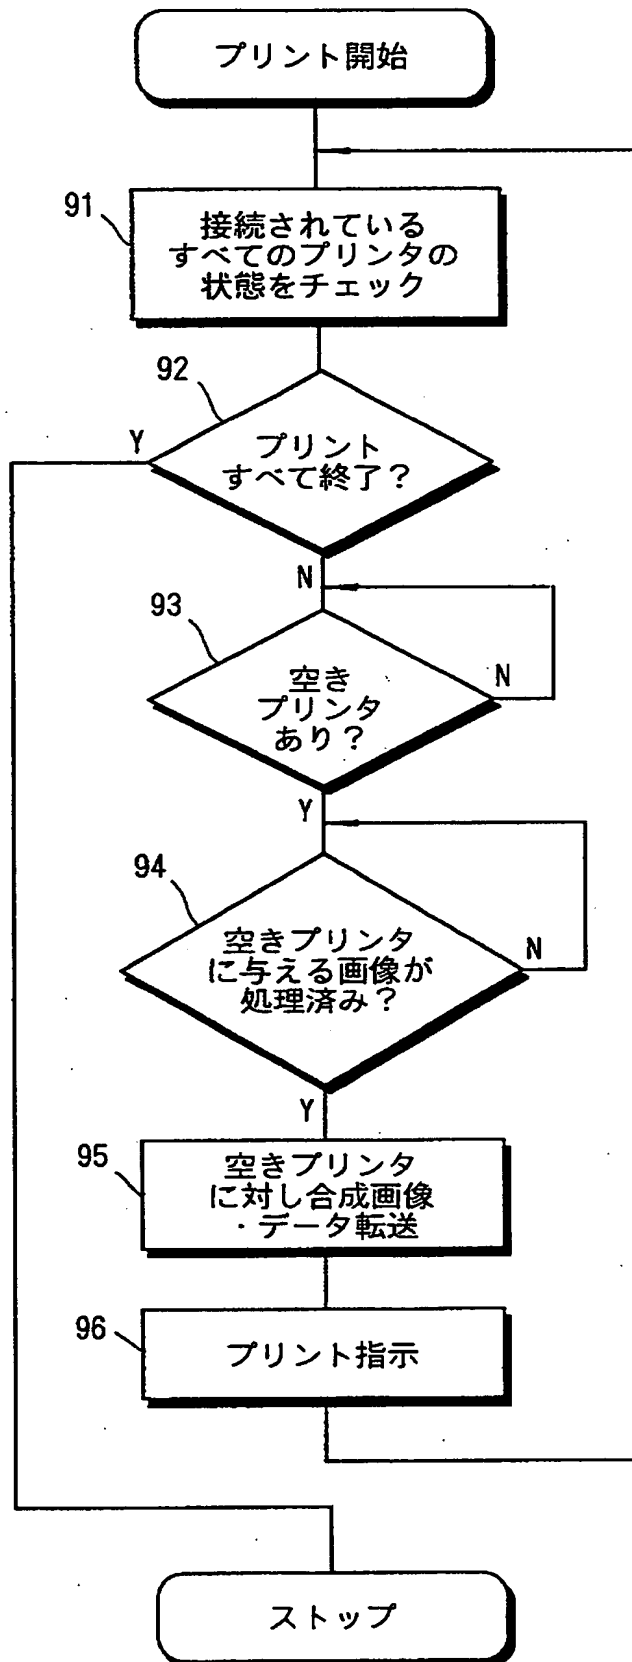 プリント開始
91
接続されている
すべてのプリンタの
状態をチェック
92
Y
プリント
すべて終了?
N
93
空き
プリンタ
あり?
N
Y
94
空きプリンタ
に与える画像が
処理済み?
N
Y
95
空きプリンタ
に対し合成画像
・データ転送
96
プリント指示
ストップ